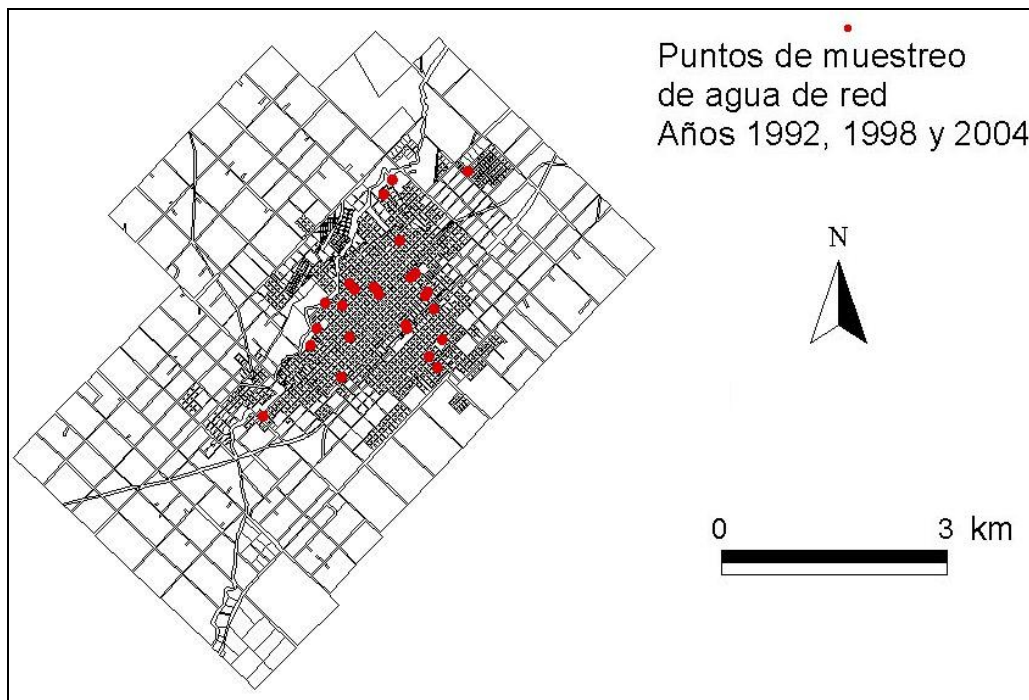 Puntos de muestreo
de agua de red
Años 1992, 1998 y 2004
N
0 3 km